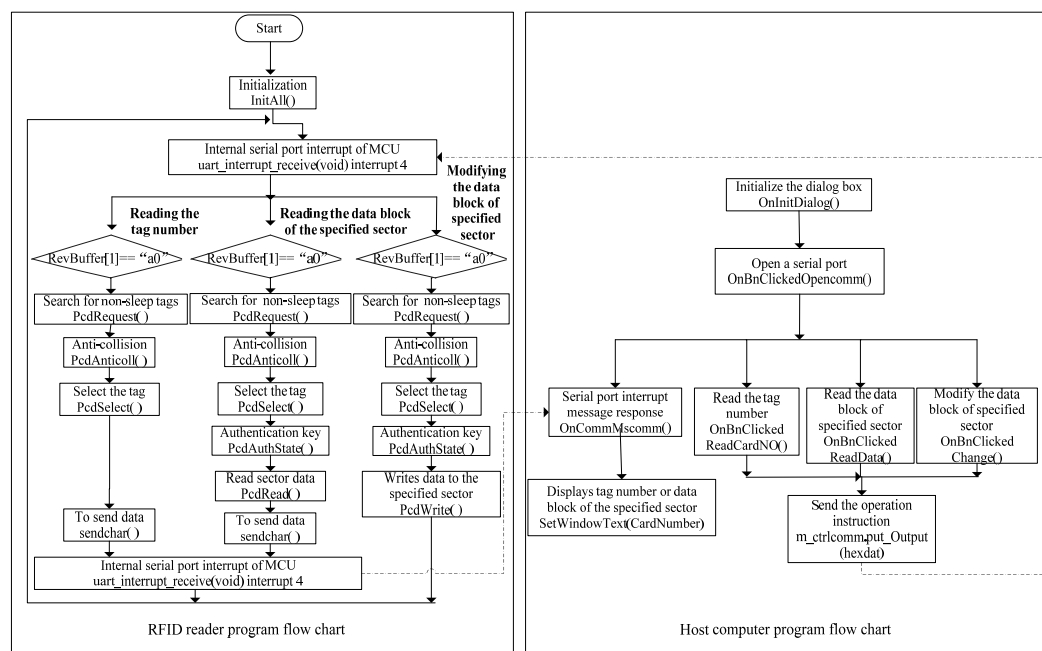 Start
Initialization
InitAll()
Internal serial port interrupt of MCU
uart_interrupt_receive(void) interrupt 4
Reading the
tag number
Reading the data block
of the specified sector
Modifying
the data
block of
specified
sector
RevBuffer[1]== “a0”
RevBuffer[1]== “a0”
RevBuffer[1]== “a0”
Search for non-sleep tags
PcdRequest( )
Search for non-sleep tags
PcdRequest( )
Search for non-sleep tags
PcdRequest( )
Anti-collision
PcdAnticoll( )
Anti-collision
PcdAnticoll( )
Anti-collision
PcdAnticoll( )
Select the tag
PcdSelect( )
Select the tag
PcdSelect( )
Select the tag
PcdSelect( )
Authentication key
PcdAuthState( )
Authentication key
PcdAuthState( )
Read sector data
PcdRead( )
Writes data to the
specified sector
PcdWrite( )
To send data
sendchar( )
To send data
sendchar( )
Internal serial port interrupt of MCU
uart_interrupt_receive(void) interrupt 4
RFID reader program flow chart
Initialize the dialog box
OnInitDialog()
Open a serial port
OnBnClickedOpencomm()
Serial port interrupt
message response
OnCommMscomm()
Read the tag
number
OnBnClicked
ReadCardNO()
Read the data
block of
specified sector
OnBnClicked
ReadData()
Modify the data
block of specified
sector
OnBnClicked
Change()
Displays tag number or data
block of the specified sector
SetWindowText(CardNumber)
Send the operation
instruction
m_ctrlcomm.put_Output
(hexdat)
Host computer program flow chart